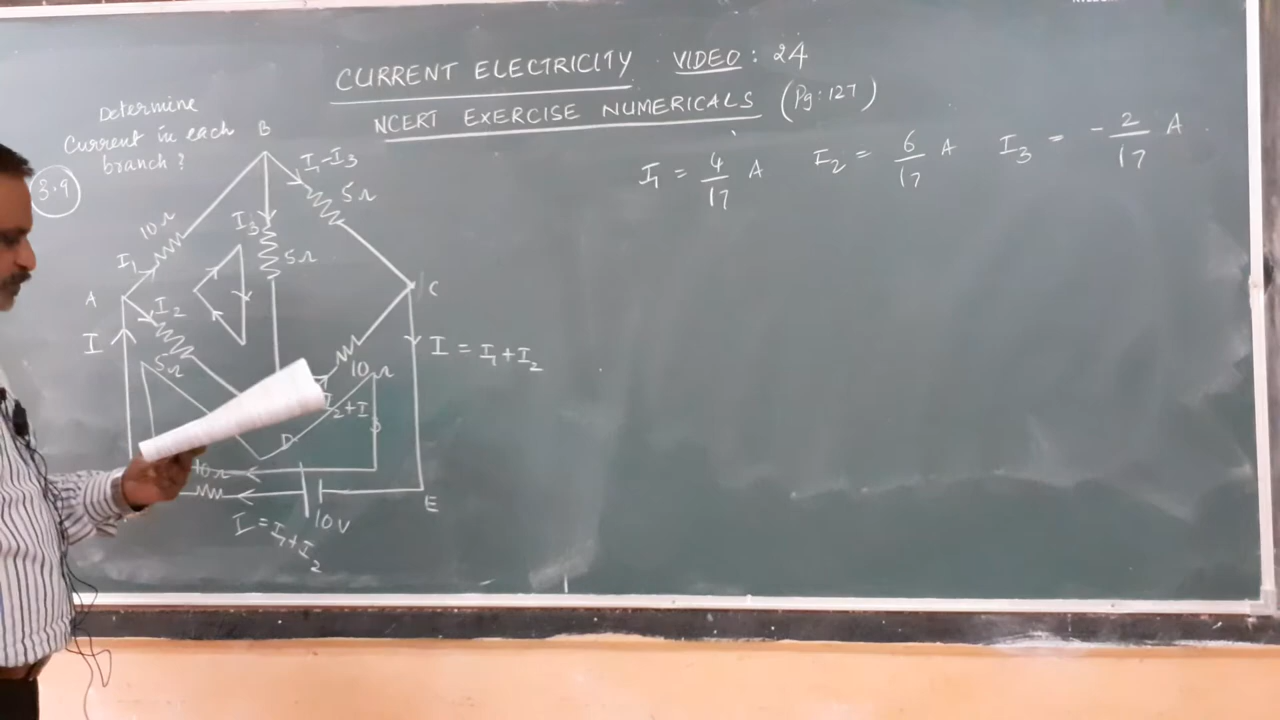 CURRENT ELECTRICITY VIDEO: 24
NCERT EXERCISE NUMERICALS (Pg:127)
Determine
Current in each
branch?
3.9
I₁ = 4/17 A I₂ = 6/17 A I₃ = -2/17 A
B
I₁-I₃
5Ω
10Ω
I₃
5Ω
I₁
A
C
I₂
I
I = I₁+I₂
5Ω
10Ω
I₂+I₃
D
10Ω
E
10V
I = I₁+I₂